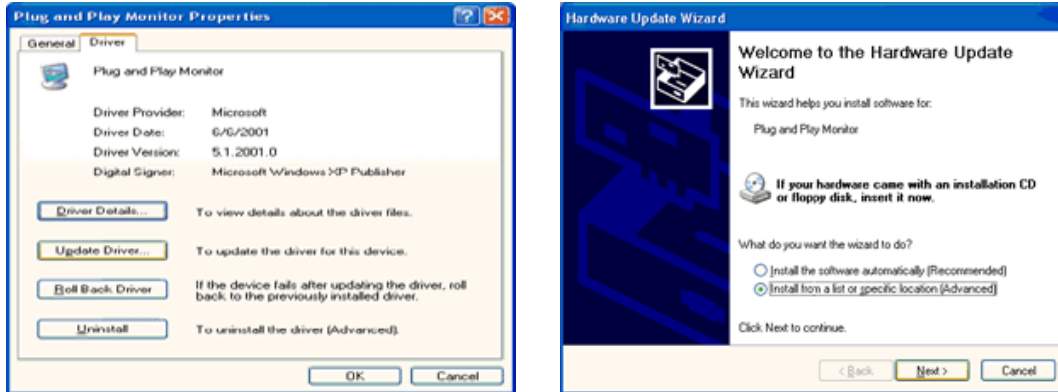 Plug and Play Monitor Properties
General
Driver
Plug and Play Monitor
Driver Provider: Microsoft
Driver Date: 6/6/2001
Driver Version: 5.1.2001.0
Digital Signer: Microsoft Windows XP Publisher
Driver Details...
To view details about the driver files.
Update Driver...
To update the driver for this device.
Roll Back Driver
If the device fails after updating the driver, roll
back to the previously installed driver.
Uninstall
To uninstall the driver (Advanced).
OK
Cancel
Hardware Update Wizard
Welcome to the Hardware Update
Wizard
This wizard helps you install software for:
Plug and Play Monitor
If your hardware came with an installation CD
or floppy disk, insert it now.
What do you want the wizard to do?
Install the software automatically (Recommended)
Install from a list or specific location (Advanced)
Click Next to continue.
< Back
Next >
Cancel